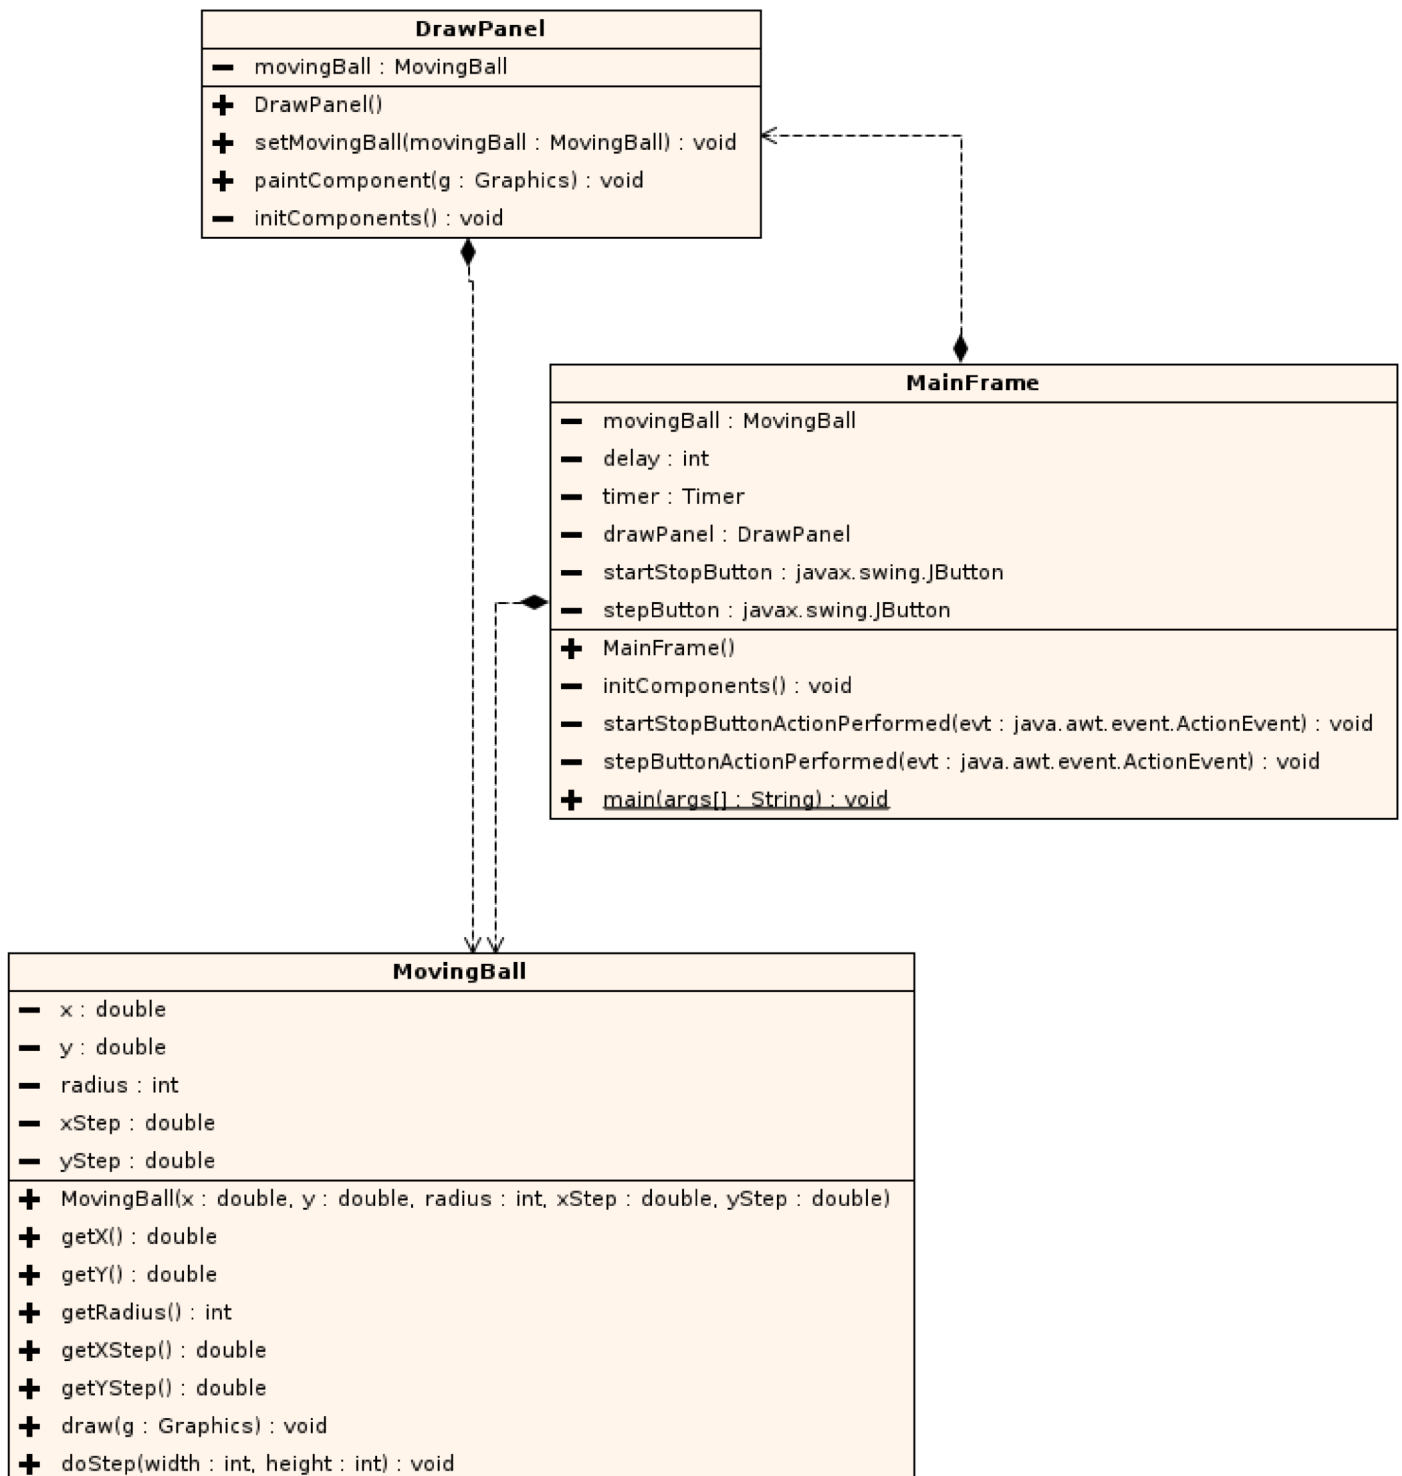 DrawPanel
movingBall : MovingBall
DrawPanel()
setMovingBall(movingBall : MovingBall) : void
paintComponent(g : Graphics) : void
initComponents() : void
MainFrame
movingBall : MovingBall
delay : int
timer : Timer
drawPanel : DrawPanel
startStopButton : javax.swing.JButton
stepButton : javax.swing.JButton
MainFrame()
initComponents() : void
startStopButtonActionPerformed(evt : java.awt.event.ActionEvent) : void
stepButtonActionPerformed(evt : java.awt.event.ActionEvent) : void
main(args[] : String) : void
MovingBall
x : double
y : double
radius : int
xStep : double
yStep : double
MovingBall(x : double, y : double, radius : int, xStep : double, yStep : double)
getX() : double
getY() : double
getRadius() : int
getXStep() : double
getYStep() : double
draw(g : Graphics) : void
doStep(width : int, height : int) : void